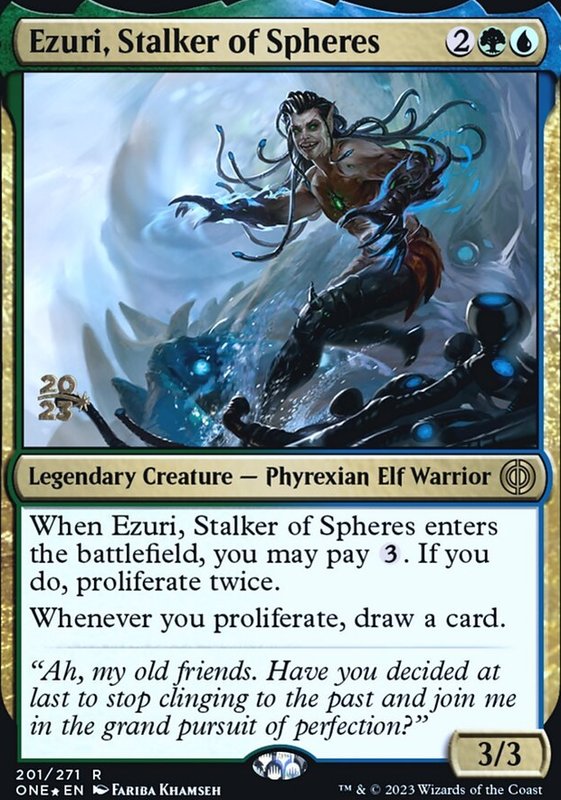 Ezuri, Stalker of Spheres 2
20
23
Legendary Creature — Phyrexian Elf Warrior
When Ezuri, Stalker of Spheres enters
the battlefield, you may pay 3. If you
do, proliferate twice.
Whenever you proliferate, draw a card.
“Ah, my old friends. Have you decided at
last to stop clinging to the past and join me
in the grand pursuit of perfection?”
3/3
201/271 R
ONE★EN Fariba Khamseh
™ & © 2023 Wizards of the Coast